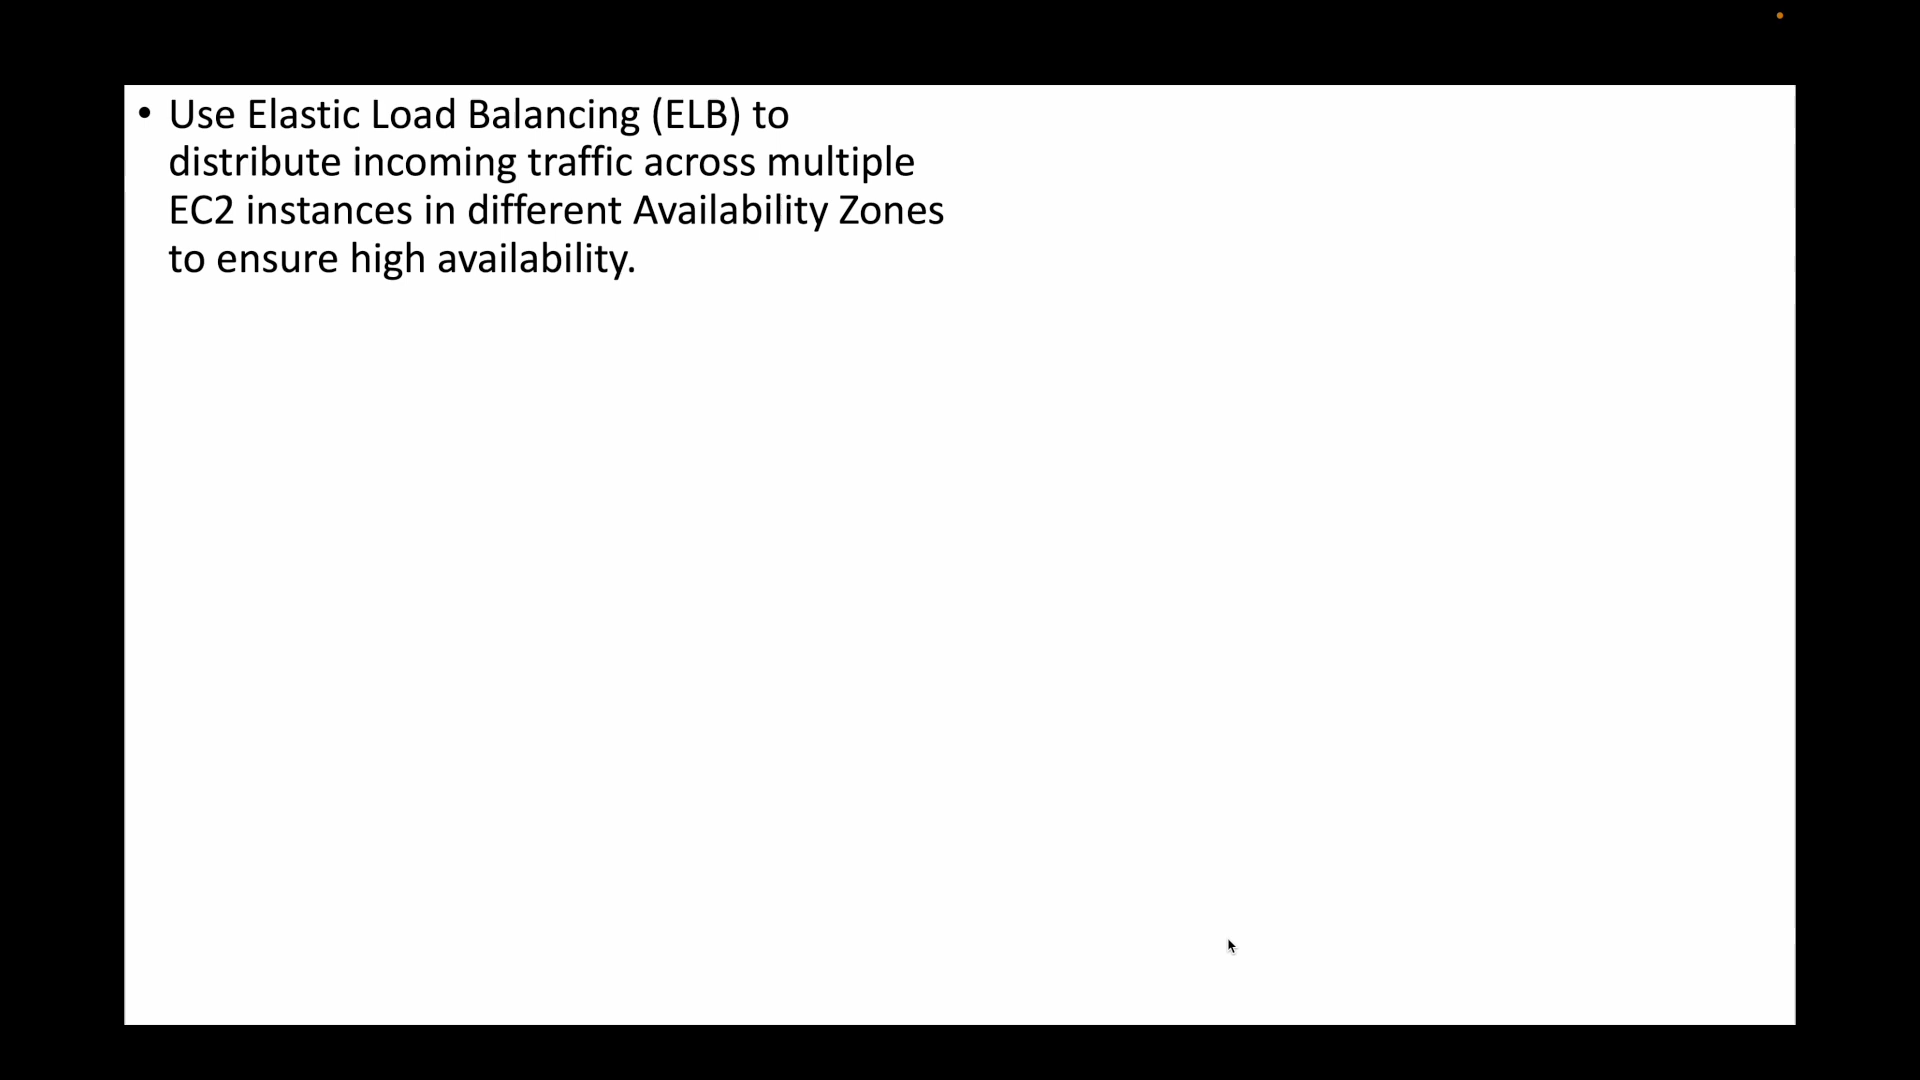 • Use Elastic Load Balancing (ELB) to
distribute incoming traffic across multiple
EC2 instances in different Availability Zones
to ensure high availability.